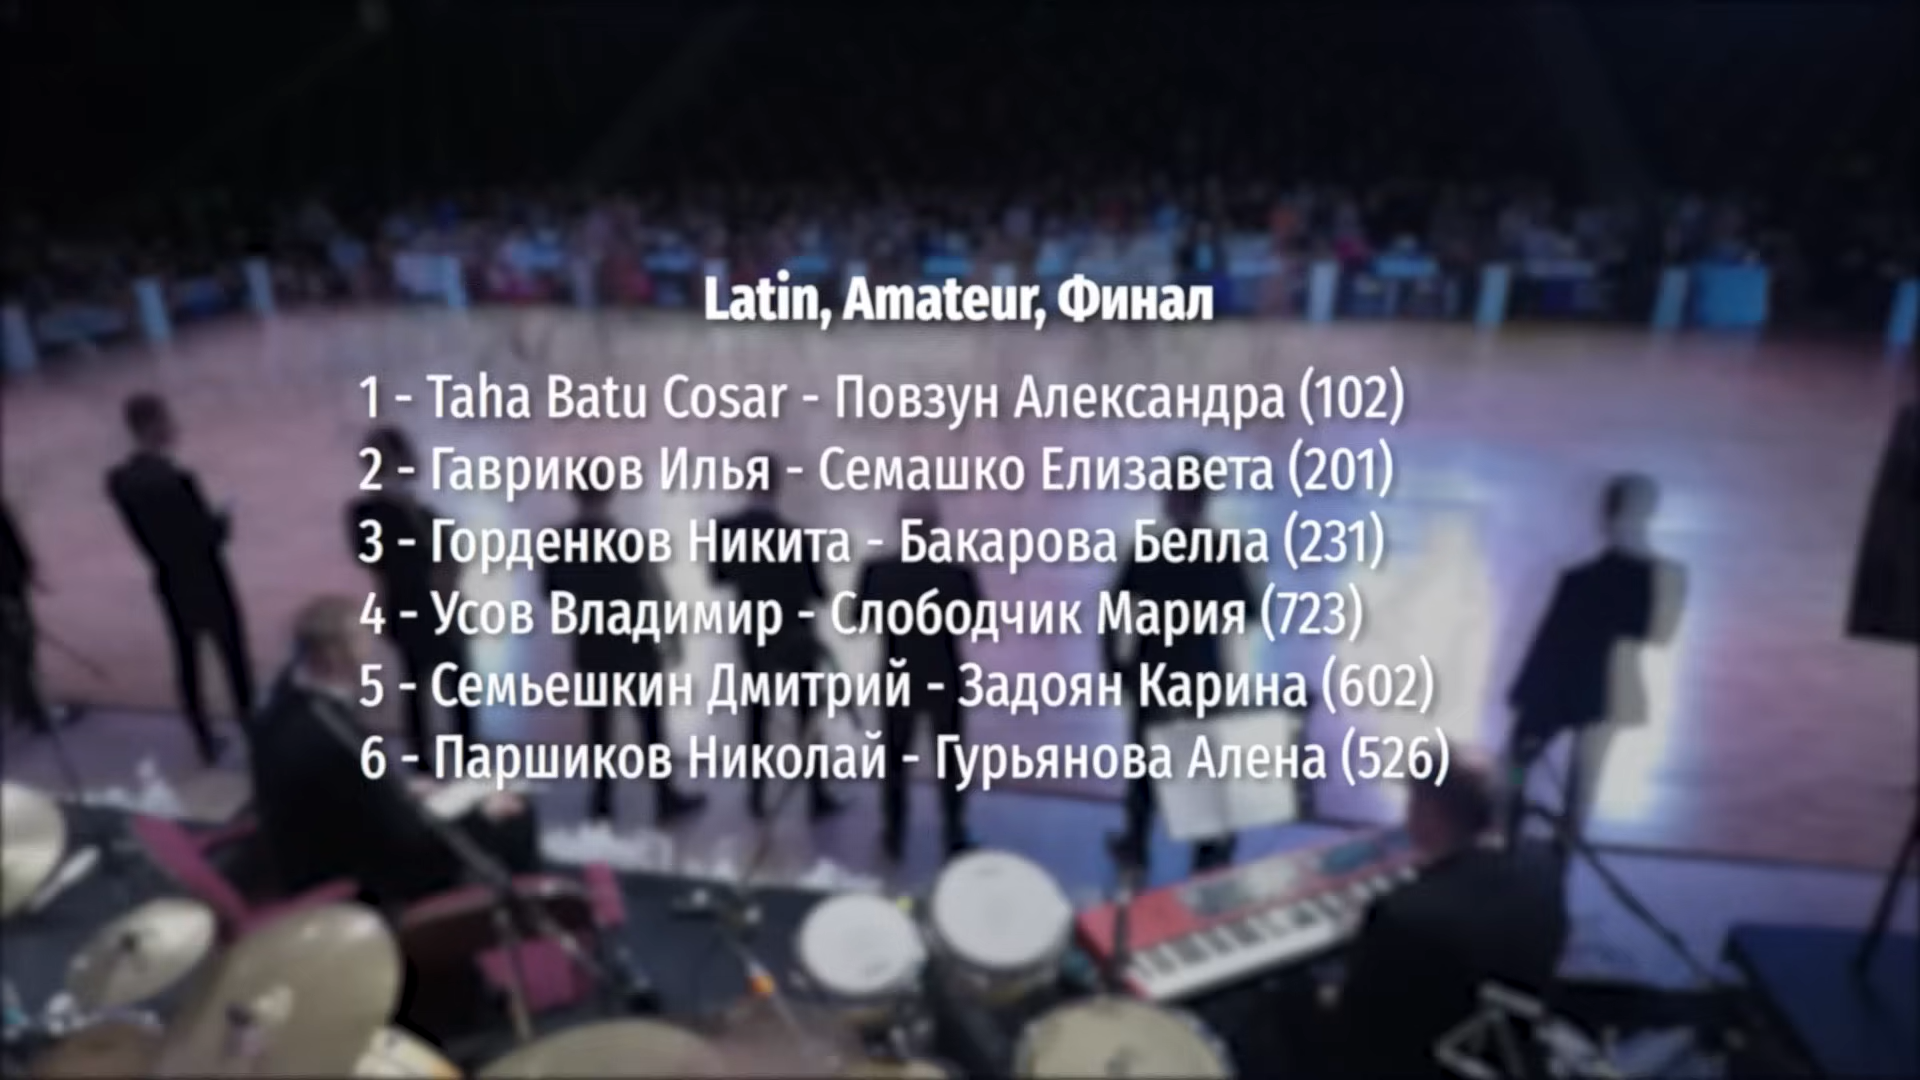 Latin, Amateur, Финал
1 - Taha Batu Cosar - Повзун Александра (102)
2 - Гавриков Илья - Семашко Елизавета (201)
3 - Горденков Никита - Бакарова Белла (231)
4 - Усов Владимир - Слободчик Мария (723)
5 - Семьешкин Дмитрий - Задоян Карина (602)
6 - Паршиков Николай - Гурьянова Алена (526)